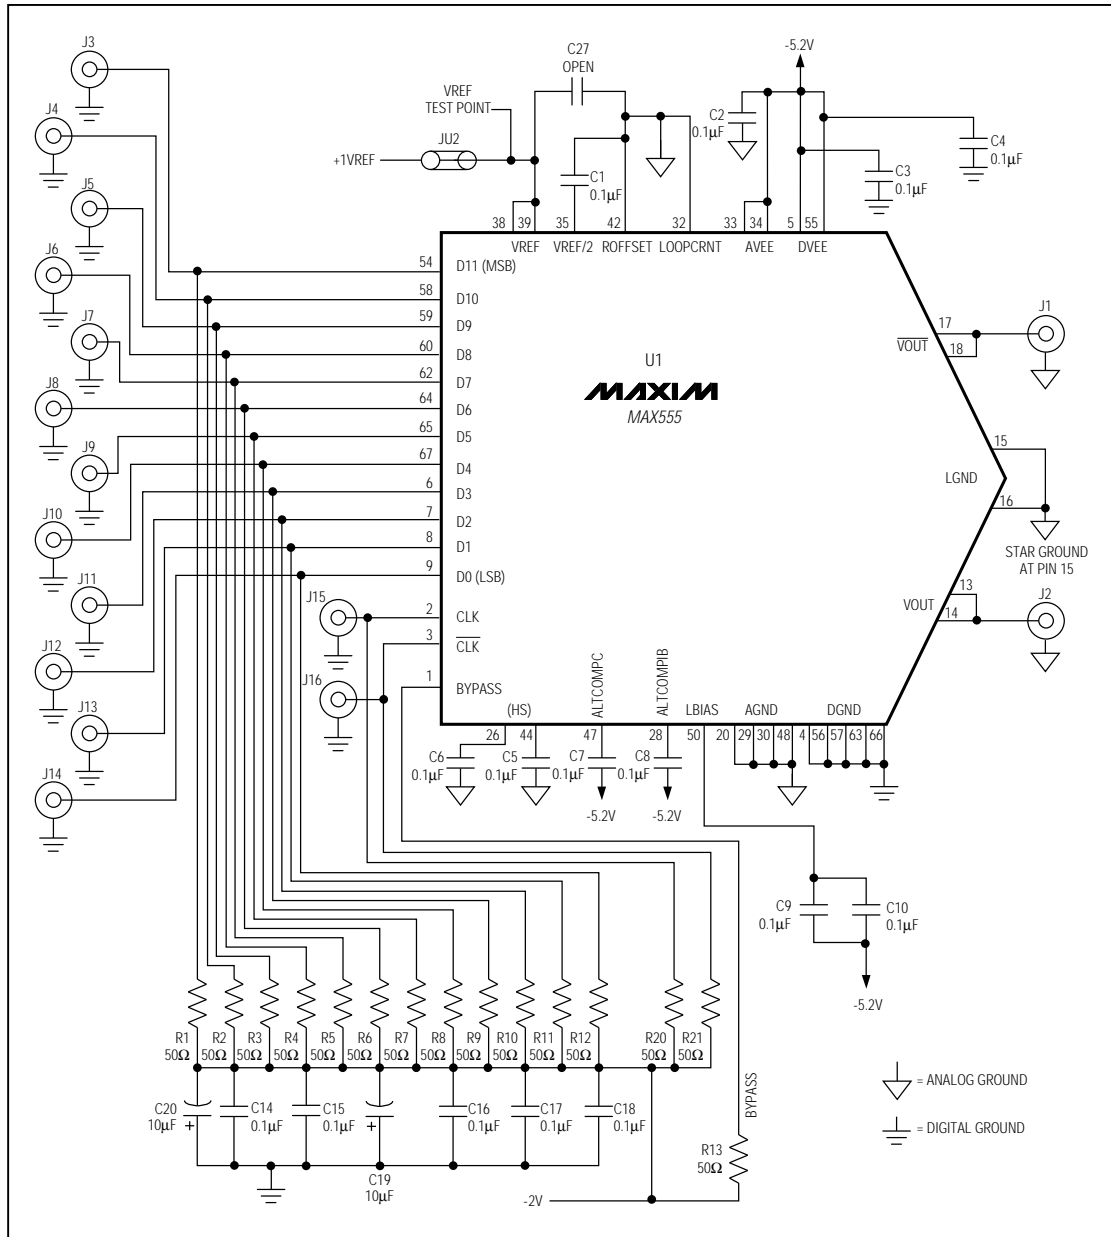 J3
J4
J5
J6
J7
J8
J9
J10
J11
J12
J13
J14
J15
J16
C27
OPEN
VREF
TEST POINT
JU2
+1VREF
C1
0.1µF
-5.2V
C2
0.1µF
C4
0.1µF
C3
0.1µF
38 39 35 42 32 33 34 5 55
VREF VREF/2 ROFFSET LOOPCRNT AVEE DVEE
54 D11 (MSB)
58 D10
59 D9
60 D8
62 D7
64 D6
65 D5
67 D4
6 D3
7 D2
8 D1
9 D0 (LSB)
2 CLK
3 CLK
1 BYPASS
U1
MAXIM
MAX555
17
VOUT
18
J1
15
LGND
16
STAR GROUND
AT PIN 15
13
VOUT
14
J2
(HS) ALTCOMPC ALTCOMPIB LBIAS AGND DGND
26 44 47 28 50 20 29 30 48 4 56 57 63 66
C6
0.1µF
C5
0.1µF
C7
0.1µF
C8
0.1µF
-5.2V
-5.2V
C9
0.1µF
C10
0.1µF
-5.2V
R1 R2 R3 R4 R5 R6 R7 R8 R9 R10 R11 R12 R20 R21
50Ω 50Ω 50Ω 50Ω 50Ω 50Ω 50Ω 50Ω 50Ω 50Ω 50Ω 50Ω 50Ω 50Ω
C20
10µF
+
C14
0.1µF
C15
0.1µF
+
C19
10µF
C16
0.1µF
C17
0.1µF
C18
0.1µF
BYPASS
R13
50Ω
-2V
= ANALOG GROUND
= DIGITAL GROUND